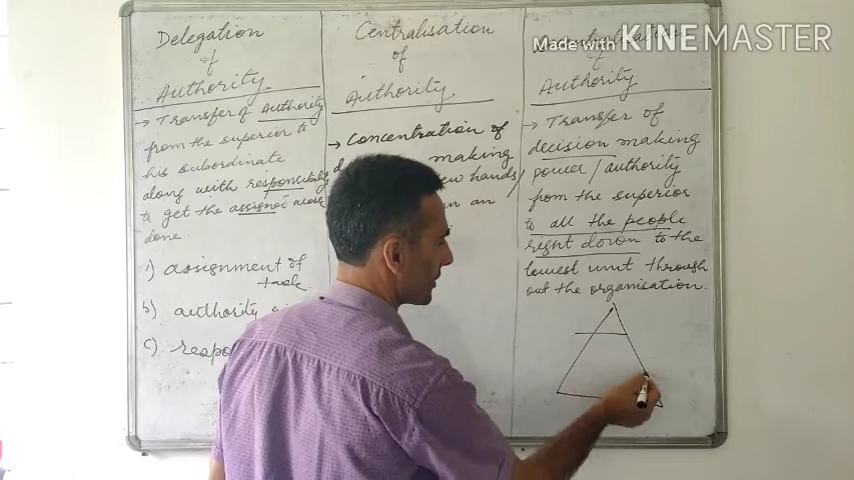 Delegation
of
Authority
→ Transfer of Authority
from the superior to
his subordinate
along with responsibility
to get the assigned work
done.
1) assignment of
task
b) authority
c) respo
Centralisation
of
Authority
→ Concentration of
making
hands/
an
of
Authority
→ Transfer of
decision making
power/authority
from the superior
to all the people
right down to the
lowest unit through
out the organisation.
Made with KINEMASTER